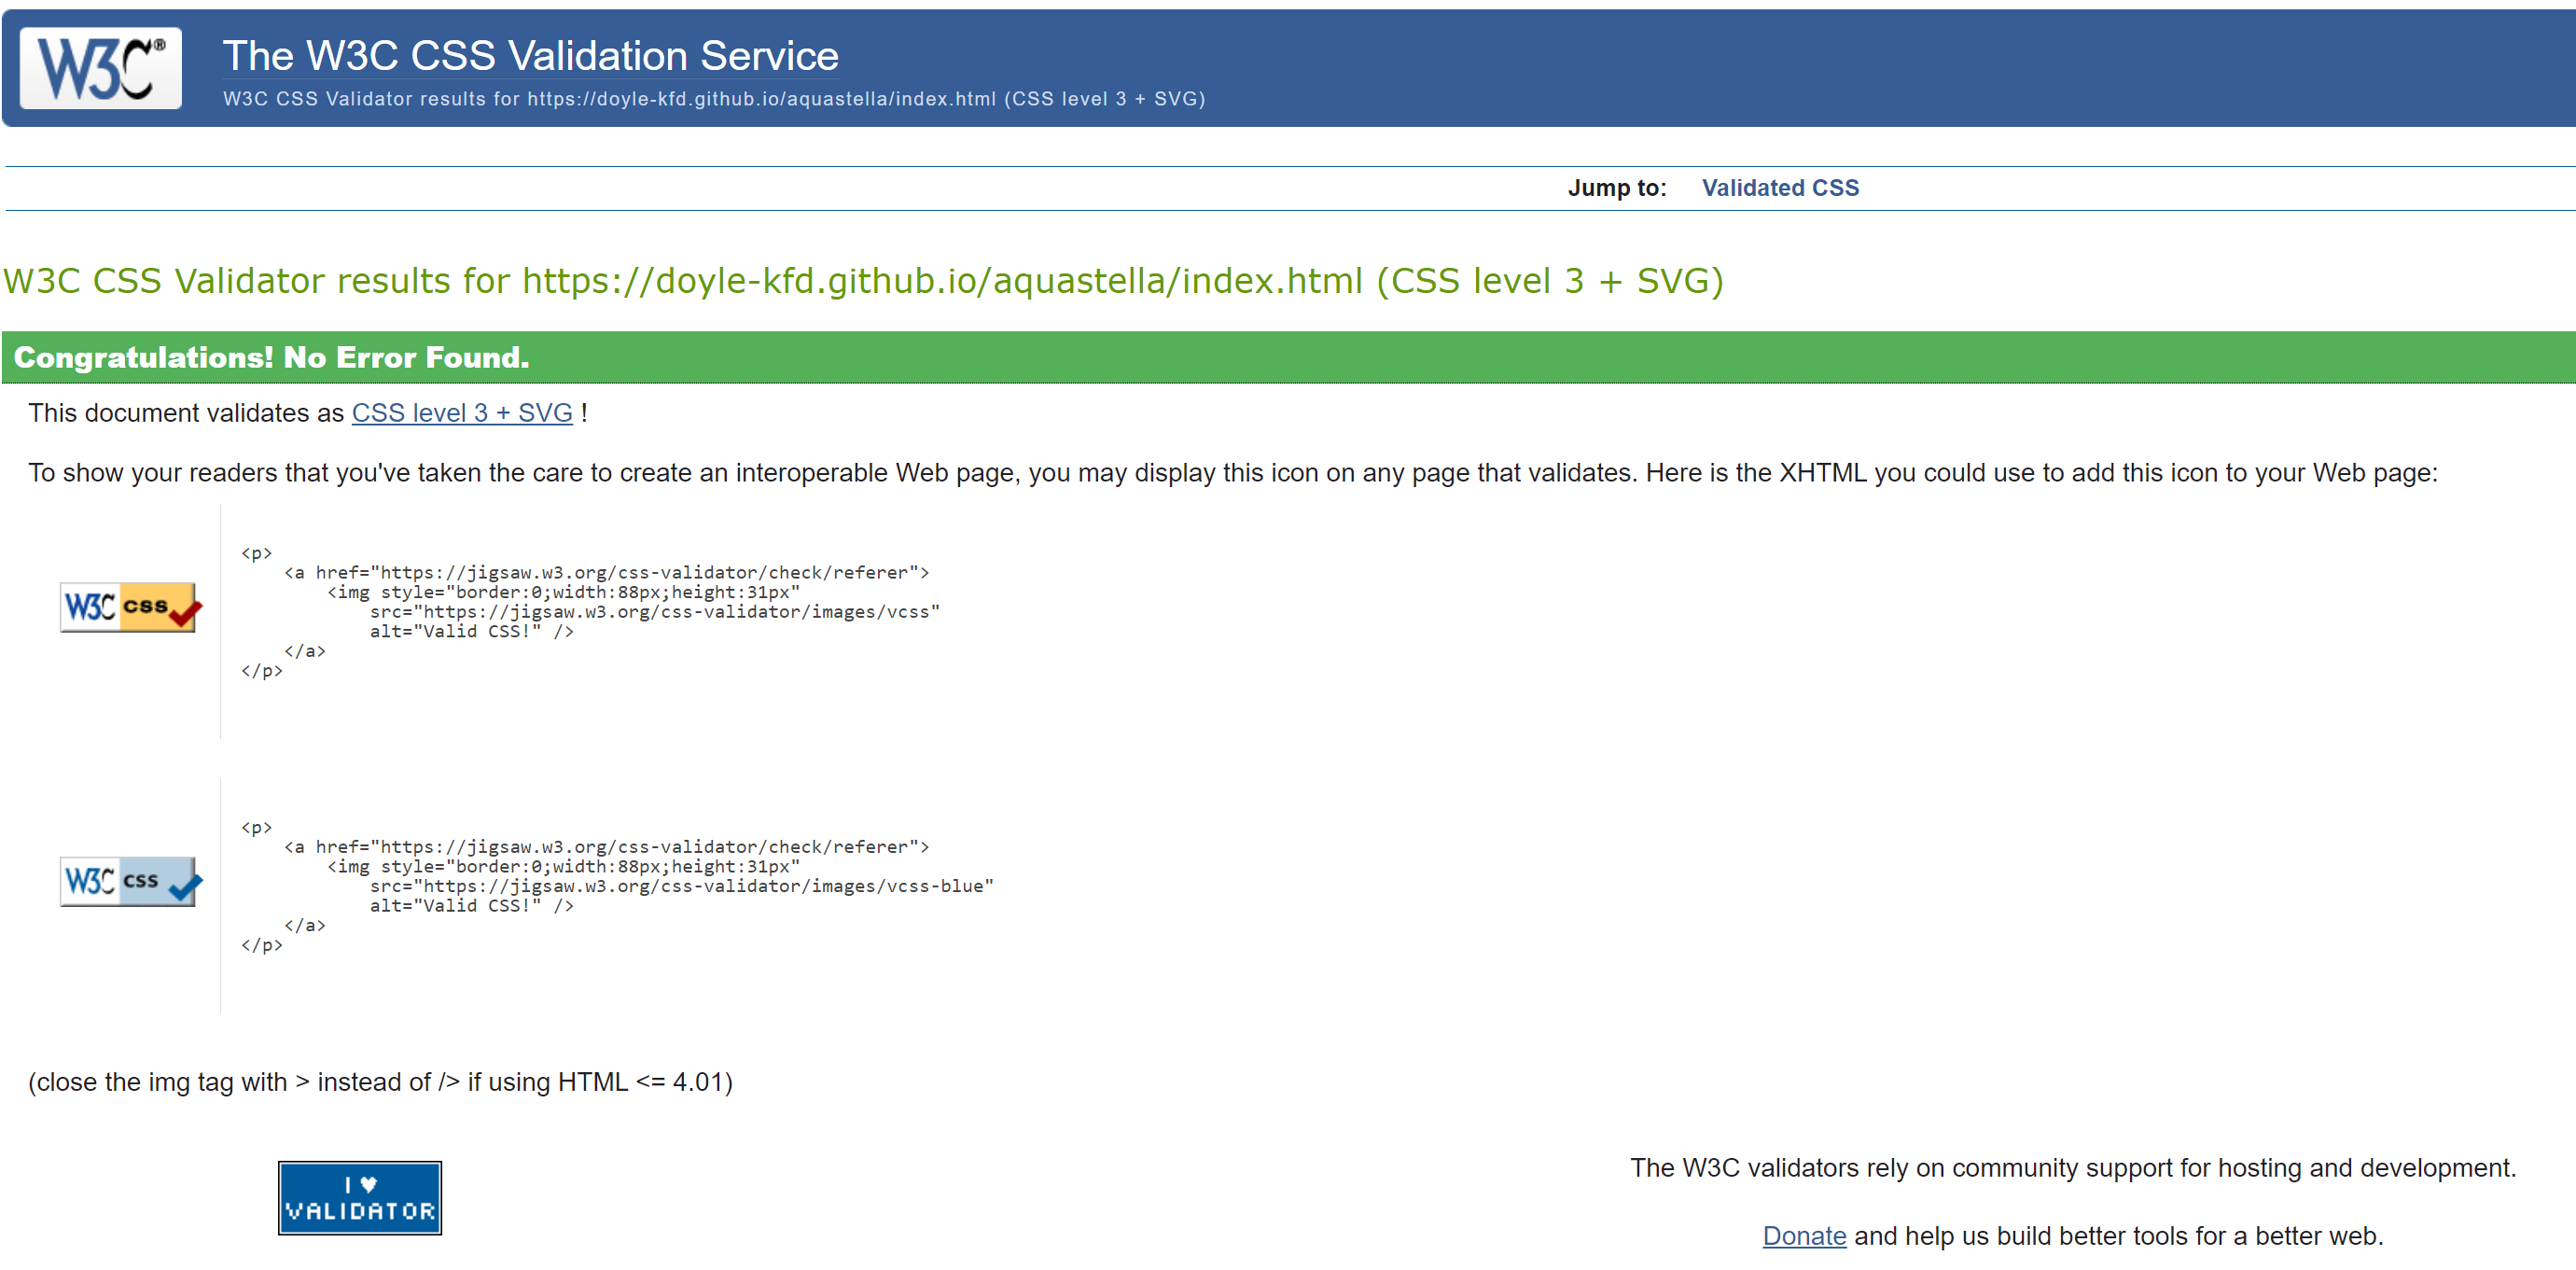 W3C®
The W3C CSS Validation Service
W3C CSS Validator results for https://doyle-kfd.github.io/aquastella/index.html (CSS level 3 + SVG)
Jump to: Validated CSS
W3C CSS Validator results for https://doyle-kfd.github.io/aquastella/index.html (CSS level 3 + SVG)
Congratulations! No Error Found.
This document validates as CSS level 3 + SVG !
To show your readers that you've taken the care to create an interoperable Web page, you may display this icon on any page that validates. Here is the XHTML you could use to add this icon to your Web page:
W3C css
<p>
<a href="https://jigsaw.w3.org/css-validator/check/referer">
<img style="border:0;width:88px;height:31px"
src="https://jigsaw.w3.org/css-validator/images/vcss"
alt="Valid CSS!" />
</a>
</p>
W3C css
<p>
<a href="https://jigsaw.w3.org/css-validator/check/referer">
<img style="border:0;width:88px;height:31px"
src="https://jigsaw.w3.org/css-validator/images/vcss-blue"
alt="Valid CSS!" />
</a>
</p>
(close the img tag with > instead of /> if using HTML <= 4.01)
I ♥
VALIDATOR
The W3C validators rely on community support for hosting and development.
Donate and help us build better tools for a better web.